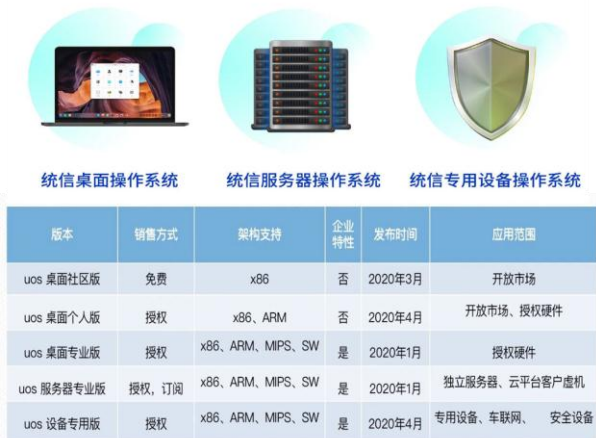 统信桌面操作系统 统信服务器操作系统 统信专用设备操作系统
版本 销售方式 架构支持 企业特性 发布时间 应用范围
uos 桌面社区版 免费 x86 否 2020年3月 开放市场
uos 桌面个人版 授权 x86、ARM 否 2020年4月 开放市场、授权硬件
uos 桌面专业版 授权 x86、ARM、MIPS、SW 是 2020年1月 授权硬件
uos 服务器专业版 授权，订阅 x86、ARM、MIPS、SW 是 2020年1月 独立服务器、云平台客户虚机
uos 设备专用版 授权 x86、ARM、MIPS、SW 是 2020年4月 专用设备、车联网、 安全设备